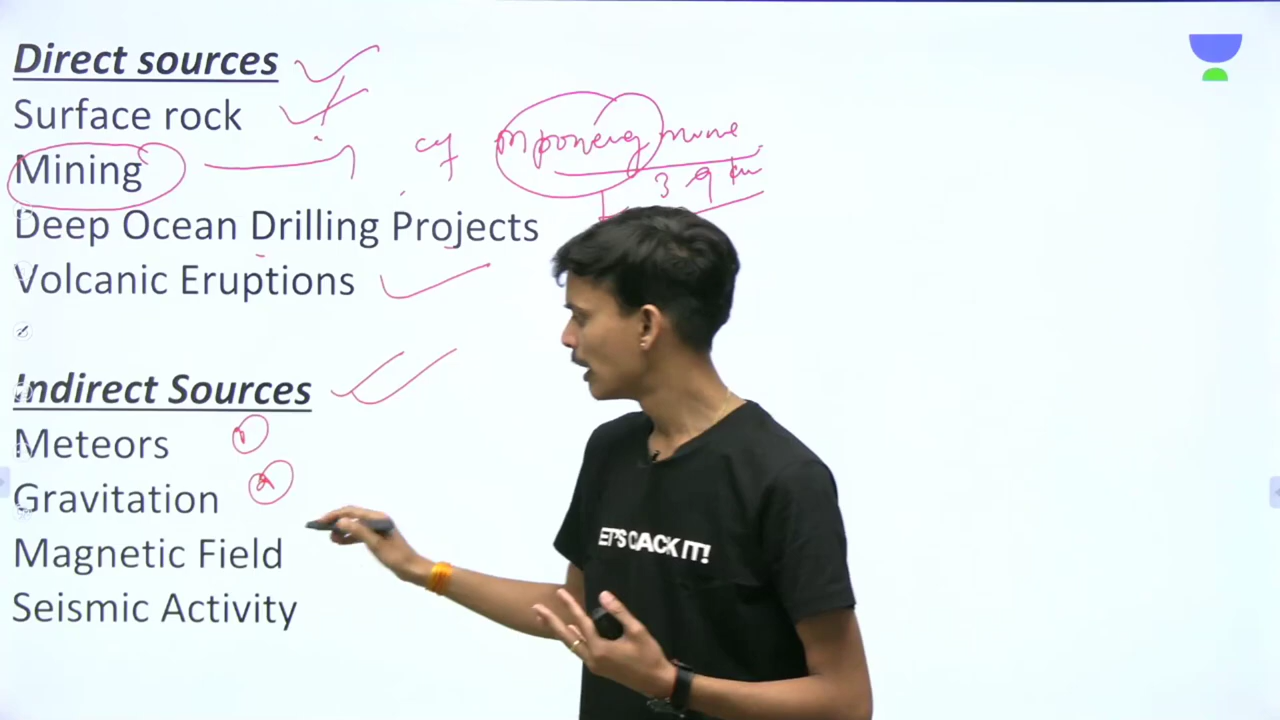 Direct sources
Surface rock
Mining
mponeng mine
3.9 km
Deep Ocean Drilling Projects
Volcanic Eruptions
Indirect Sources
Meteors
Gravitation
Magnetic Field
Seismic Activity
LET'S CRACK IT!